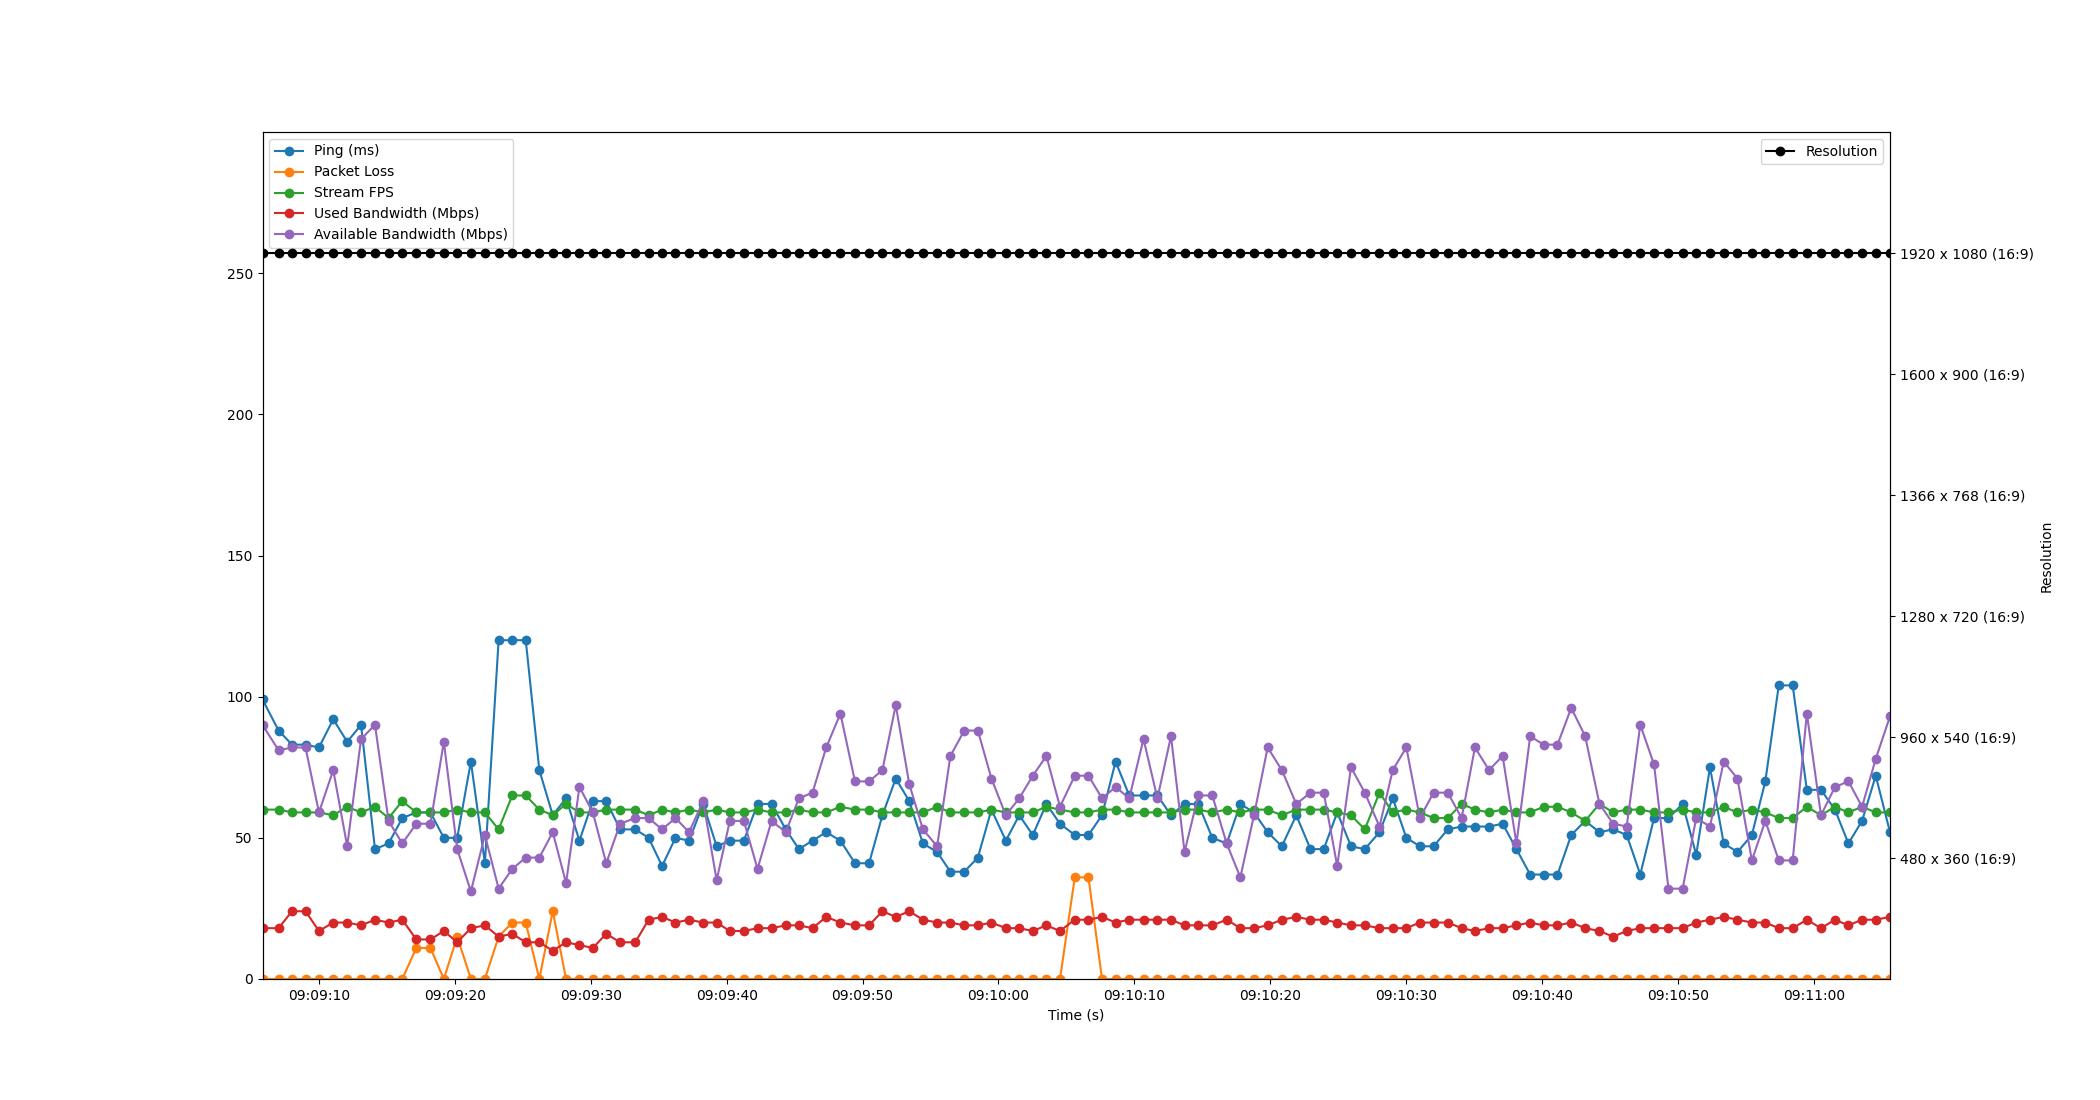 Ping (ms)
Packet Loss
Stream FPS
Used Bandwidth (Mbps)
Available Bandwidth (Mbps)
Resolution
250
200
150
100
50
0
1920 x 1080 (16:9)
1600 x 900 (16:9)
1366 x 768 (16:9)
1280 x 720 (16:9)
960 x 540 (16:9)
480 x 360 (16:9)
Resolution
09:09:10
09:09:20
09:09:30
09:09:40
09:09:50
09:10:00
09:10:10
09:10:20
09:10:30
09:10:40
09:10:50
09:11:00
Time (s)